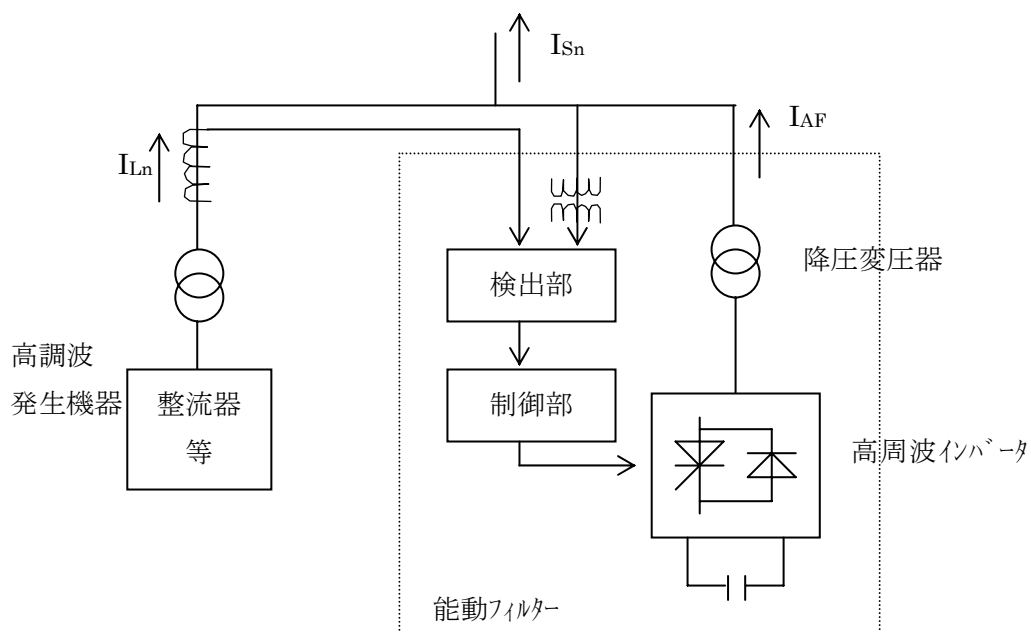 ISn
IAF
ILn
検出部
降圧変圧器
高調波
発生機器
整流器
等
制御部
高周波インバータ
能動フィルター